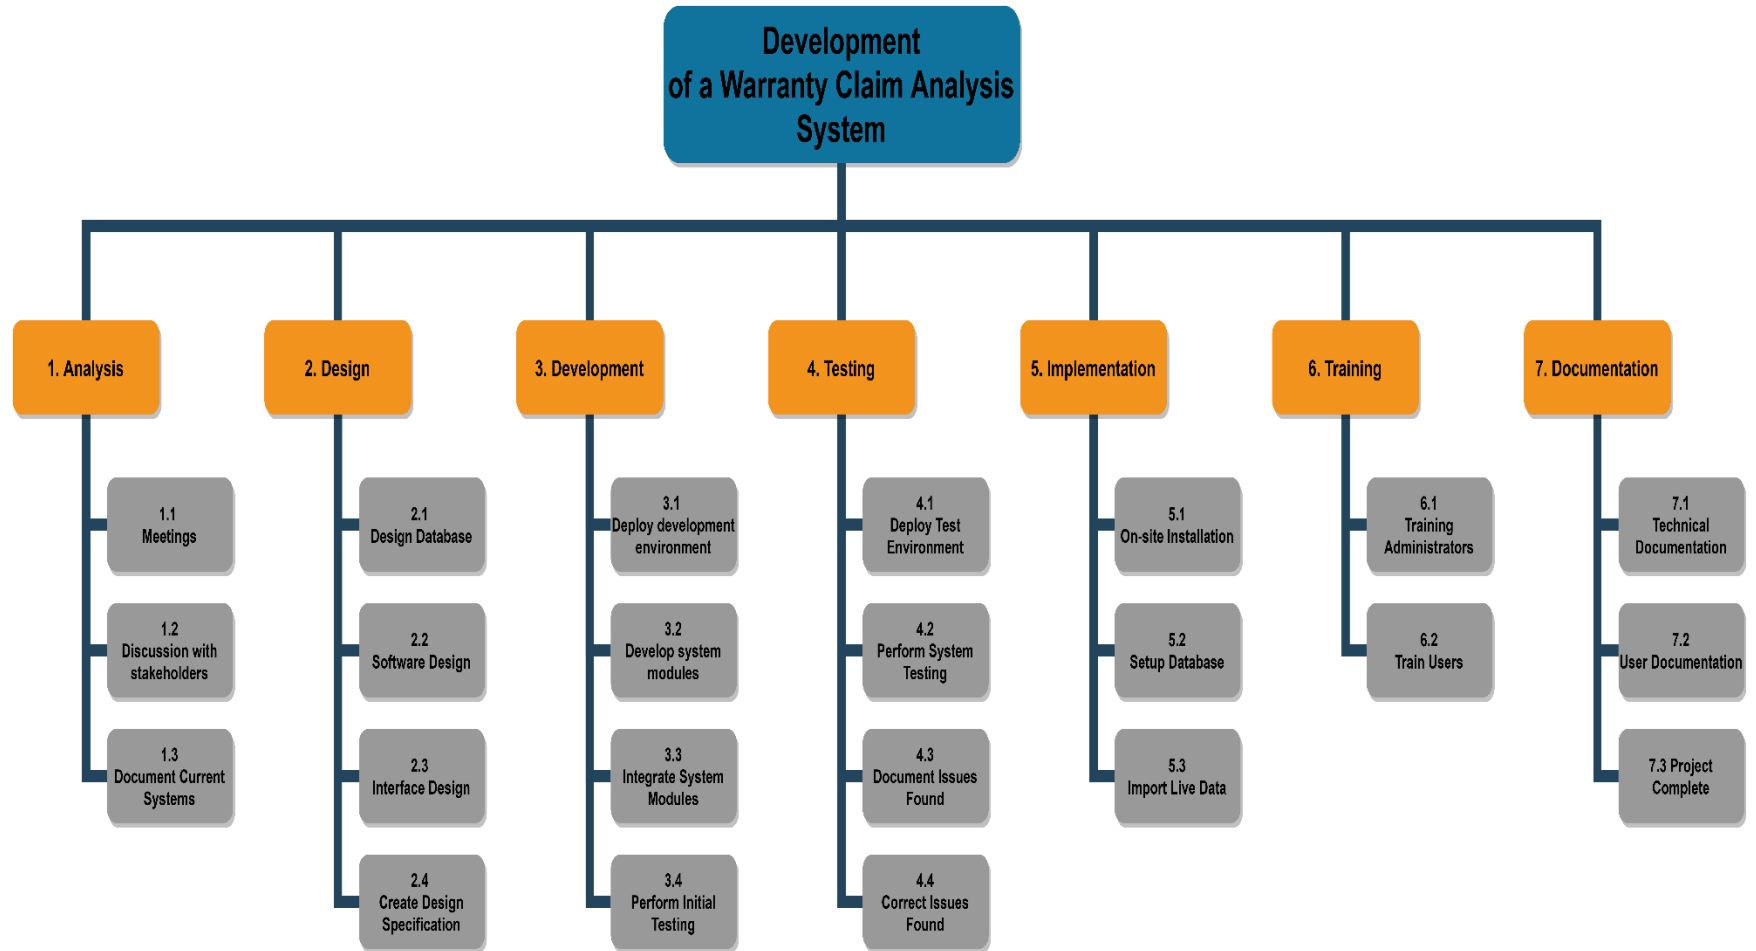 Development
of a Warranty Claim Analysis
System
1. Analysis
2. Design
3. Development
4. Testing
5. Implementation
6. Training
7. Documentation
1.1
Meetings
1.2
Discussion with
stakeholders
1.3
Document Current
Systems
2.1
Design Database
2.2
Software Design
2.3
Interface Design
2.4
Create Design
Specification
3.1
Deploy development
environment
3.2
Develop system
modules
3.3
Integrate System
Modules
3.4
Perform Initial
Testing
4.1
Deploy Test
Environment
4.2
Perform System
Testing
4.3
Document Issues
Found
4.4
Correct Issues
Found
5.1
On-site Installation
5.2
Setup Database
5.3
Import Live Data
6.1
Training
Administrators
6.2
Train Users
7.1
Technical
Documentation
7.2
User Documentation
7.3 Project
Complete